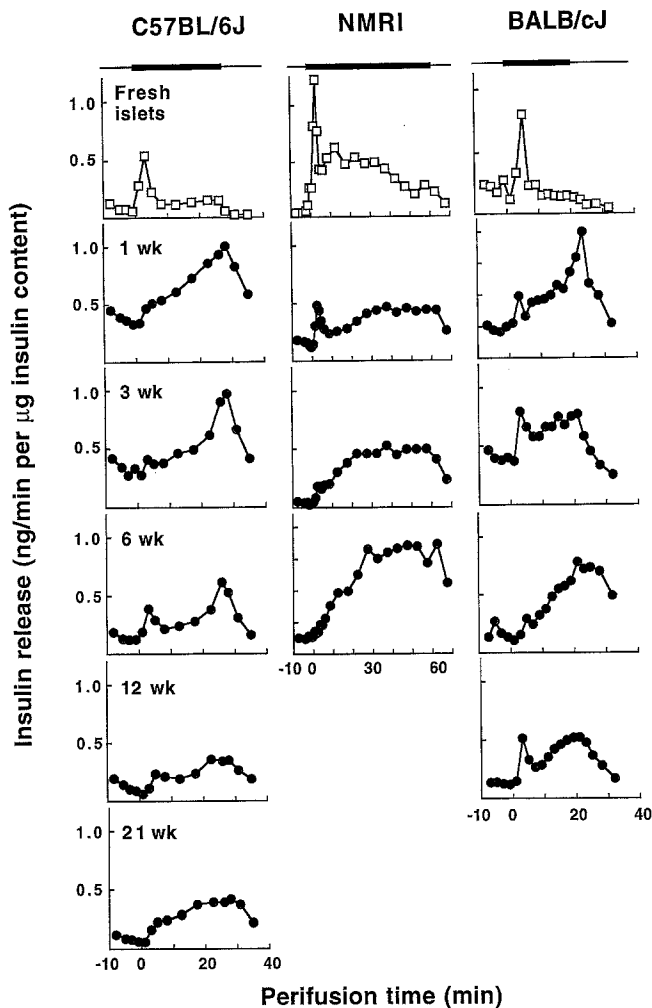 C57BL/6J NMRI BALB/cJ
Fresh
islets
1.0
0.5
1 wk
1.0
0.5
3 wk
1.0
0.5
6 wk
1.0
0.5
-10 0 30 60
12 wk
1.0
0.5
-10 0 20 40
21 wk
1.0
0.5
-10 0 20 40
Insulin release (ng/min per μg insulin content)
Perifusion time (min)